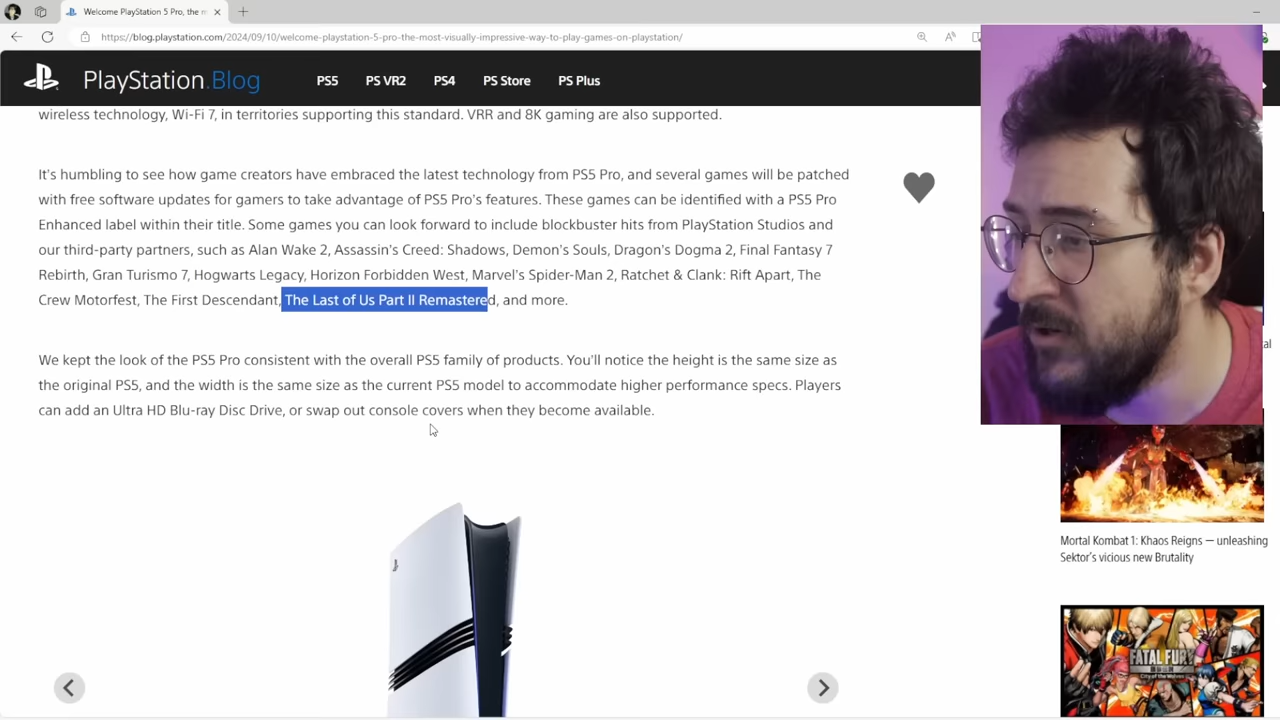 Welcome PlayStation 5 Pro, the m
https://blog.playstation.com/2024/09/10/welcome-playstation-5-pro-the-most-visually-impressive-way-to-play-games-on-playstation/
PlayStation.Blog
PS5
PS VR2
PS4
PS Store
PS Plus
wireless technology, Wi-Fi 7, in territories supporting this standard. VRR and 8K gaming are also supported.
It's humbling to see how game creators have embraced the latest technology from PS5 Pro, and several games will be patched
with free software updates for gamers to take advantage of PS5 Pro's features. These games can be identified with a PS5 Pro
Enhanced label within their title. Some games you can look forward to include blockbuster hits from PlayStation Studios and
our third-party partners, such as Alan Wake 2, Assassin's Creed: Shadows, Demon's Souls, Dragon's Dogma 2, Final Fantasy 7
Rebirth, Gran Turismo 7, Hogwarts Legacy, Horizon Forbidden West, Marvel's Spider-Man 2, Ratchet & Clank: Rift Apart, The
Crew Motorfest, The First Descendant, The Last of Us Part II Remastered, and more.
We kept the look of the PS5 Pro consistent with the overall PS5 family of products. You'll notice the height is the same size as
the original PS5, and the width is the same size as the current PS5 model to accommodate higher performance specs. Players
can add an Ultra HD Blu-ray Disc Drive, or swap out console covers when they become available.
al
Mortal Kombat 1: Khaos Reigns — unleashing
Sektor's vicious new Brutality
FATAL FURY
City of the Wolves